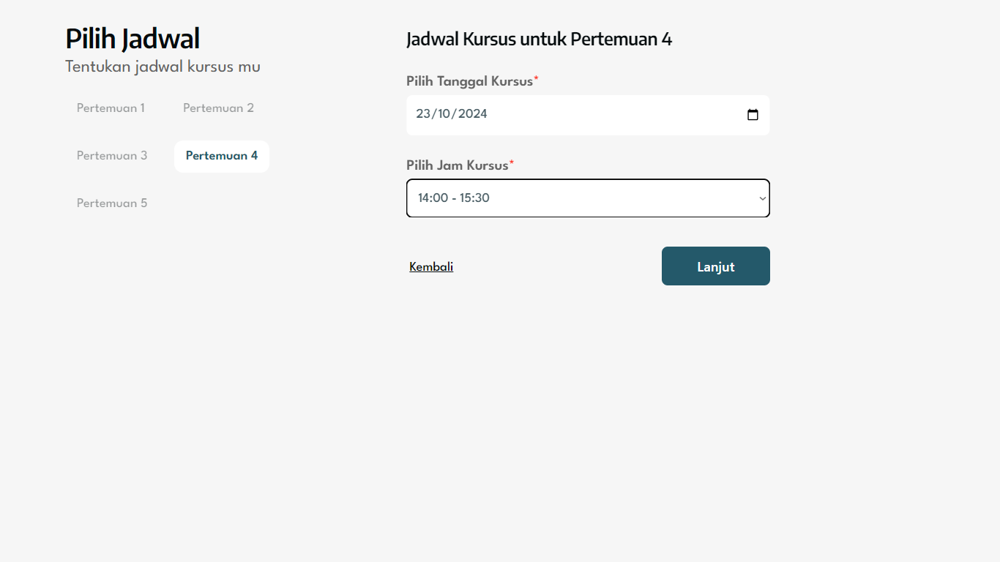 Pilih Jadwal
Tentukan jadwal kursus mu
Pertemuan 1
Pertemuan 2
Pertemuan 3
Pertemuan 4
Pertemuan 5
Jadwal Kursus untuk Pertemuan 4
Pilih Tanggal Kursus*
23/10/2024
Pilih Jam Kursus*
14:00 - 15:30
Kembali
Lanjut